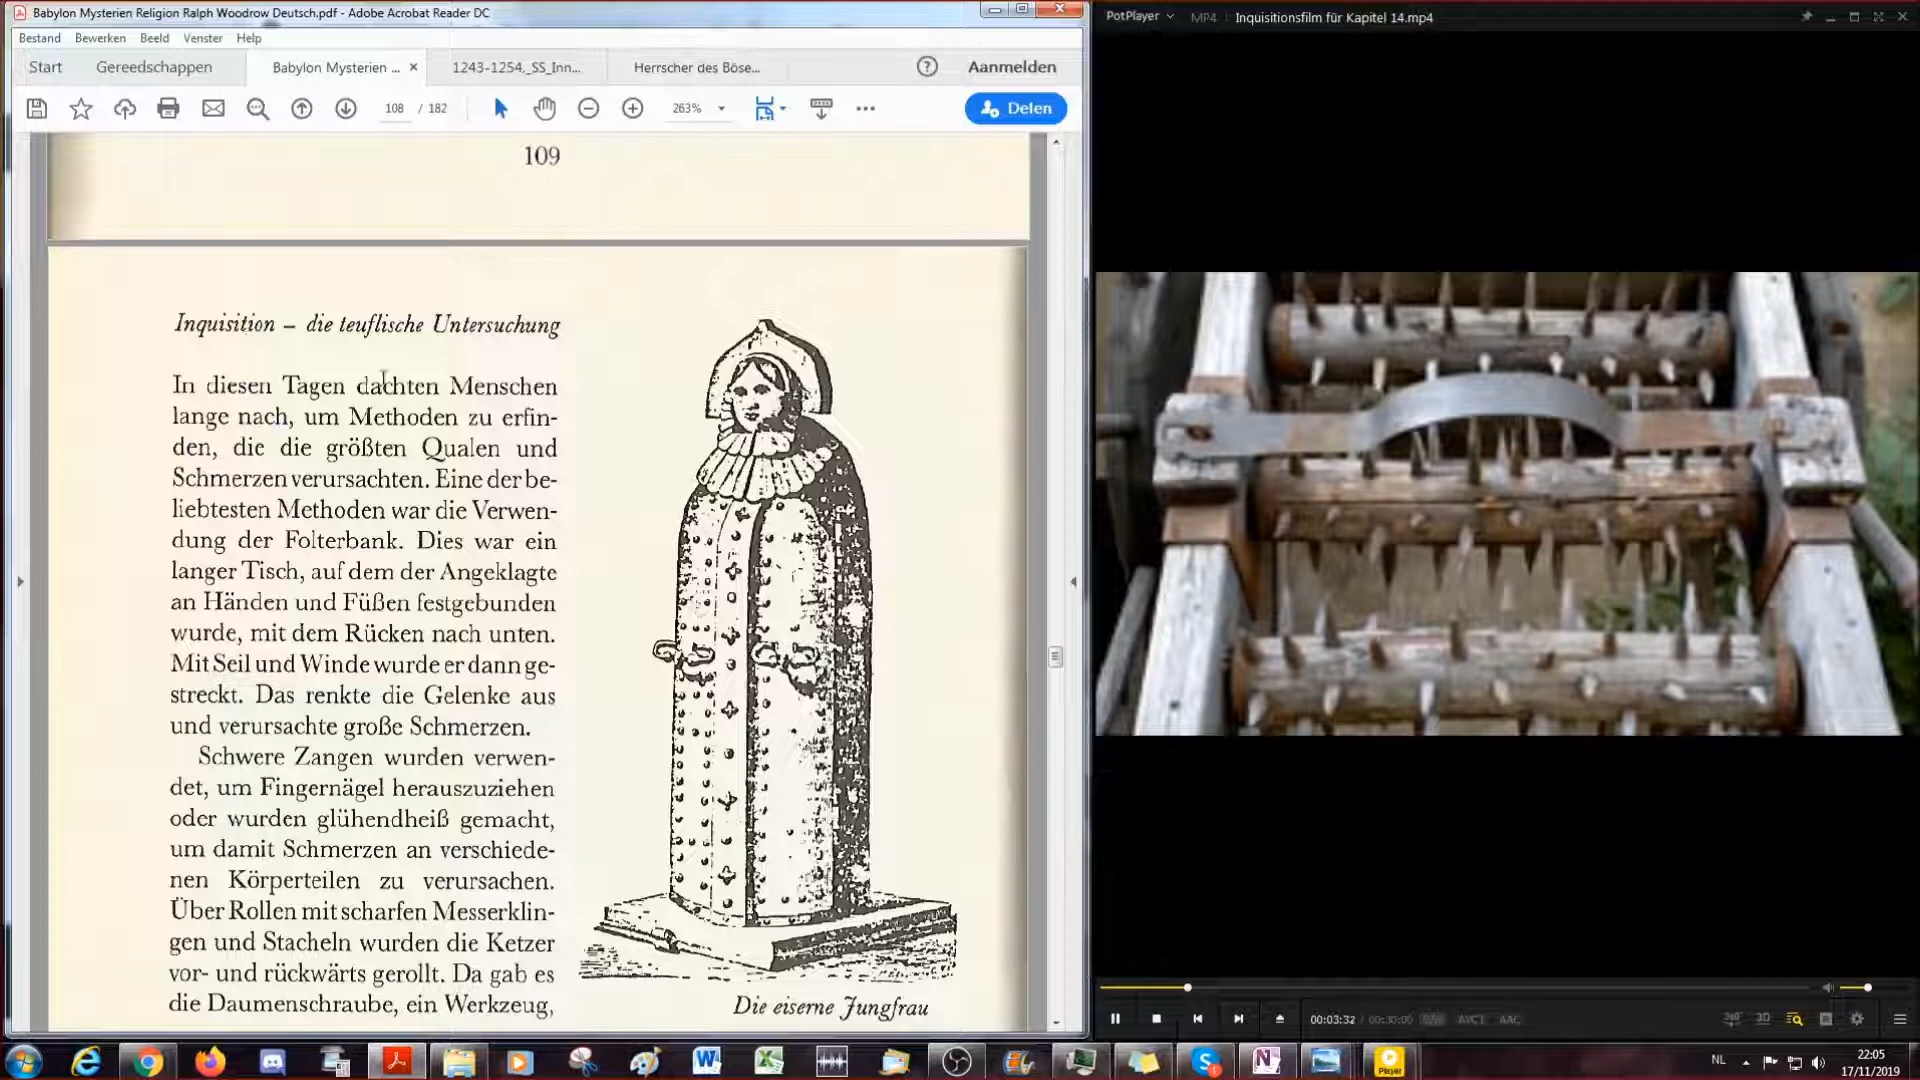 Babylon Mysterien Religion Ralph Woodrow Deutsch.pdf - Adobe Acrobat Reader DC
Bestand Bewerken Beeld Venster Help
Start Gereedschappen Babylon Mysterien ... 1243-1254,_SS_Inn... Herrscher des Böse... Aanmelden
108 / 182 263% Delen
109
Inquisition – die teuflische Untersuchung
In diesen Tagen dachten Menschen
lange nach, um Methoden zu erfin-
den, die die größten Qualen und
Schmerzen verursachten. Eine der be-
liebtesten Methoden war die Verwen-
dung der Folterbank. Dies war ein
langer Tisch, auf dem der Angeklagte
an Händen und Füßen festgebunden
wurde, mit dem Rücken nach unten.
Mit Seil und Winde wurde er dann ge-
streckt. Das renkte die Gelenke aus
und verursachte große Schmerzen.
Schwere Zangen wurden verwen-
det, um Fingernägel herauszuziehen
oder wurden glühendheiß gemacht,
um damit Schmerzen an verschiede-
nen Körperteilen zu verursachen.
Über Rollen mit scharfen Messerklin-
gen und Stacheln wurden die Ketzer
vor- und rückwärts gerollt. Da gab es
die Daumenschraube, ein Werkzeug,
Die eiserne Jungfrau
PotPlayer MP4 Inquisitionsfilm für Kapitel 14.mp4
00:03:32 / 00:30:00 AVC1 AAC
3D
Player
NL
22:05
17/11/2019